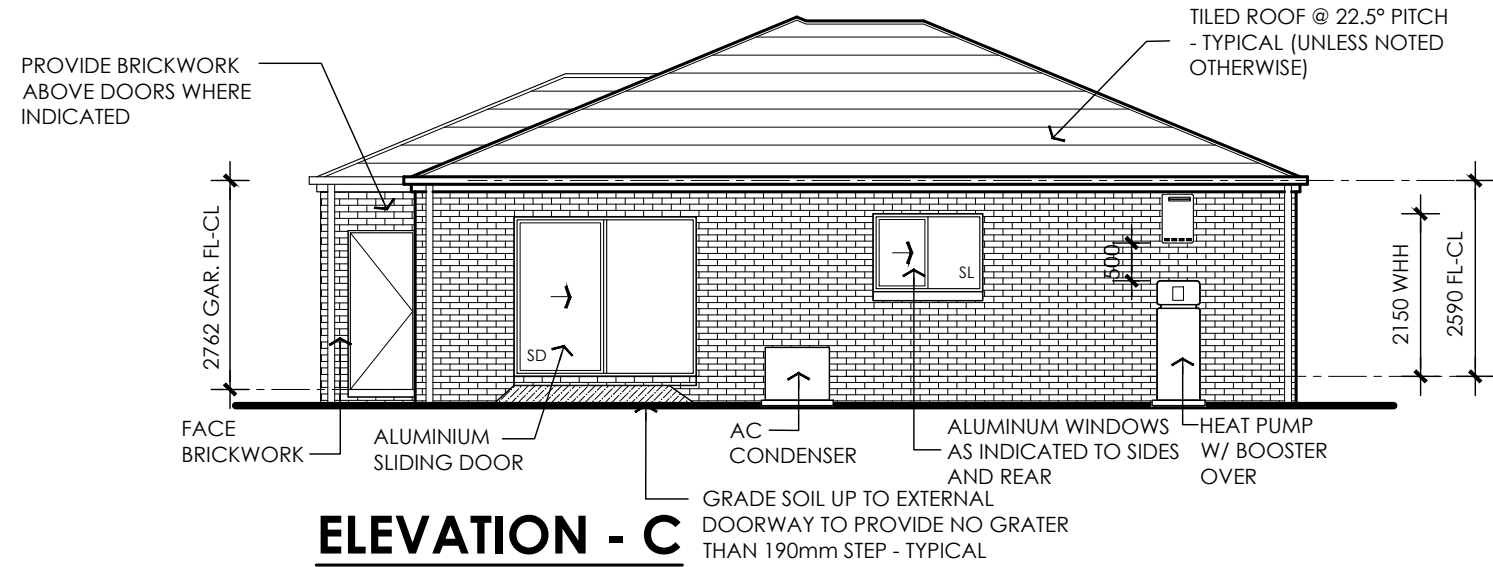 TILED ROOF @ 22.5° PITCH
- TYPICAL (UNLESS NOTED
OTHERWISE)
PROVIDE BRICKWORK
ABOVE DOORS WHERE
INDICATED
2762 GAR. FL-CL
SD
SL
500
2150 WHH
2590 FL-CL
FACE
BRICKWORK
ALUMINIUM
SLIDING DOOR
AC
CONDENSER
ALUMINUM WINDOWS
AS INDICATED TO SIDES
AND REAR
HEAT PUMP
W/ BOOSTER
OVER
GRADE SOIL UP TO EXTERNAL
DOORWAY TO PROVIDE NO GRATER
THAN 190mm STEP - TYPICAL
ELEVATION - C